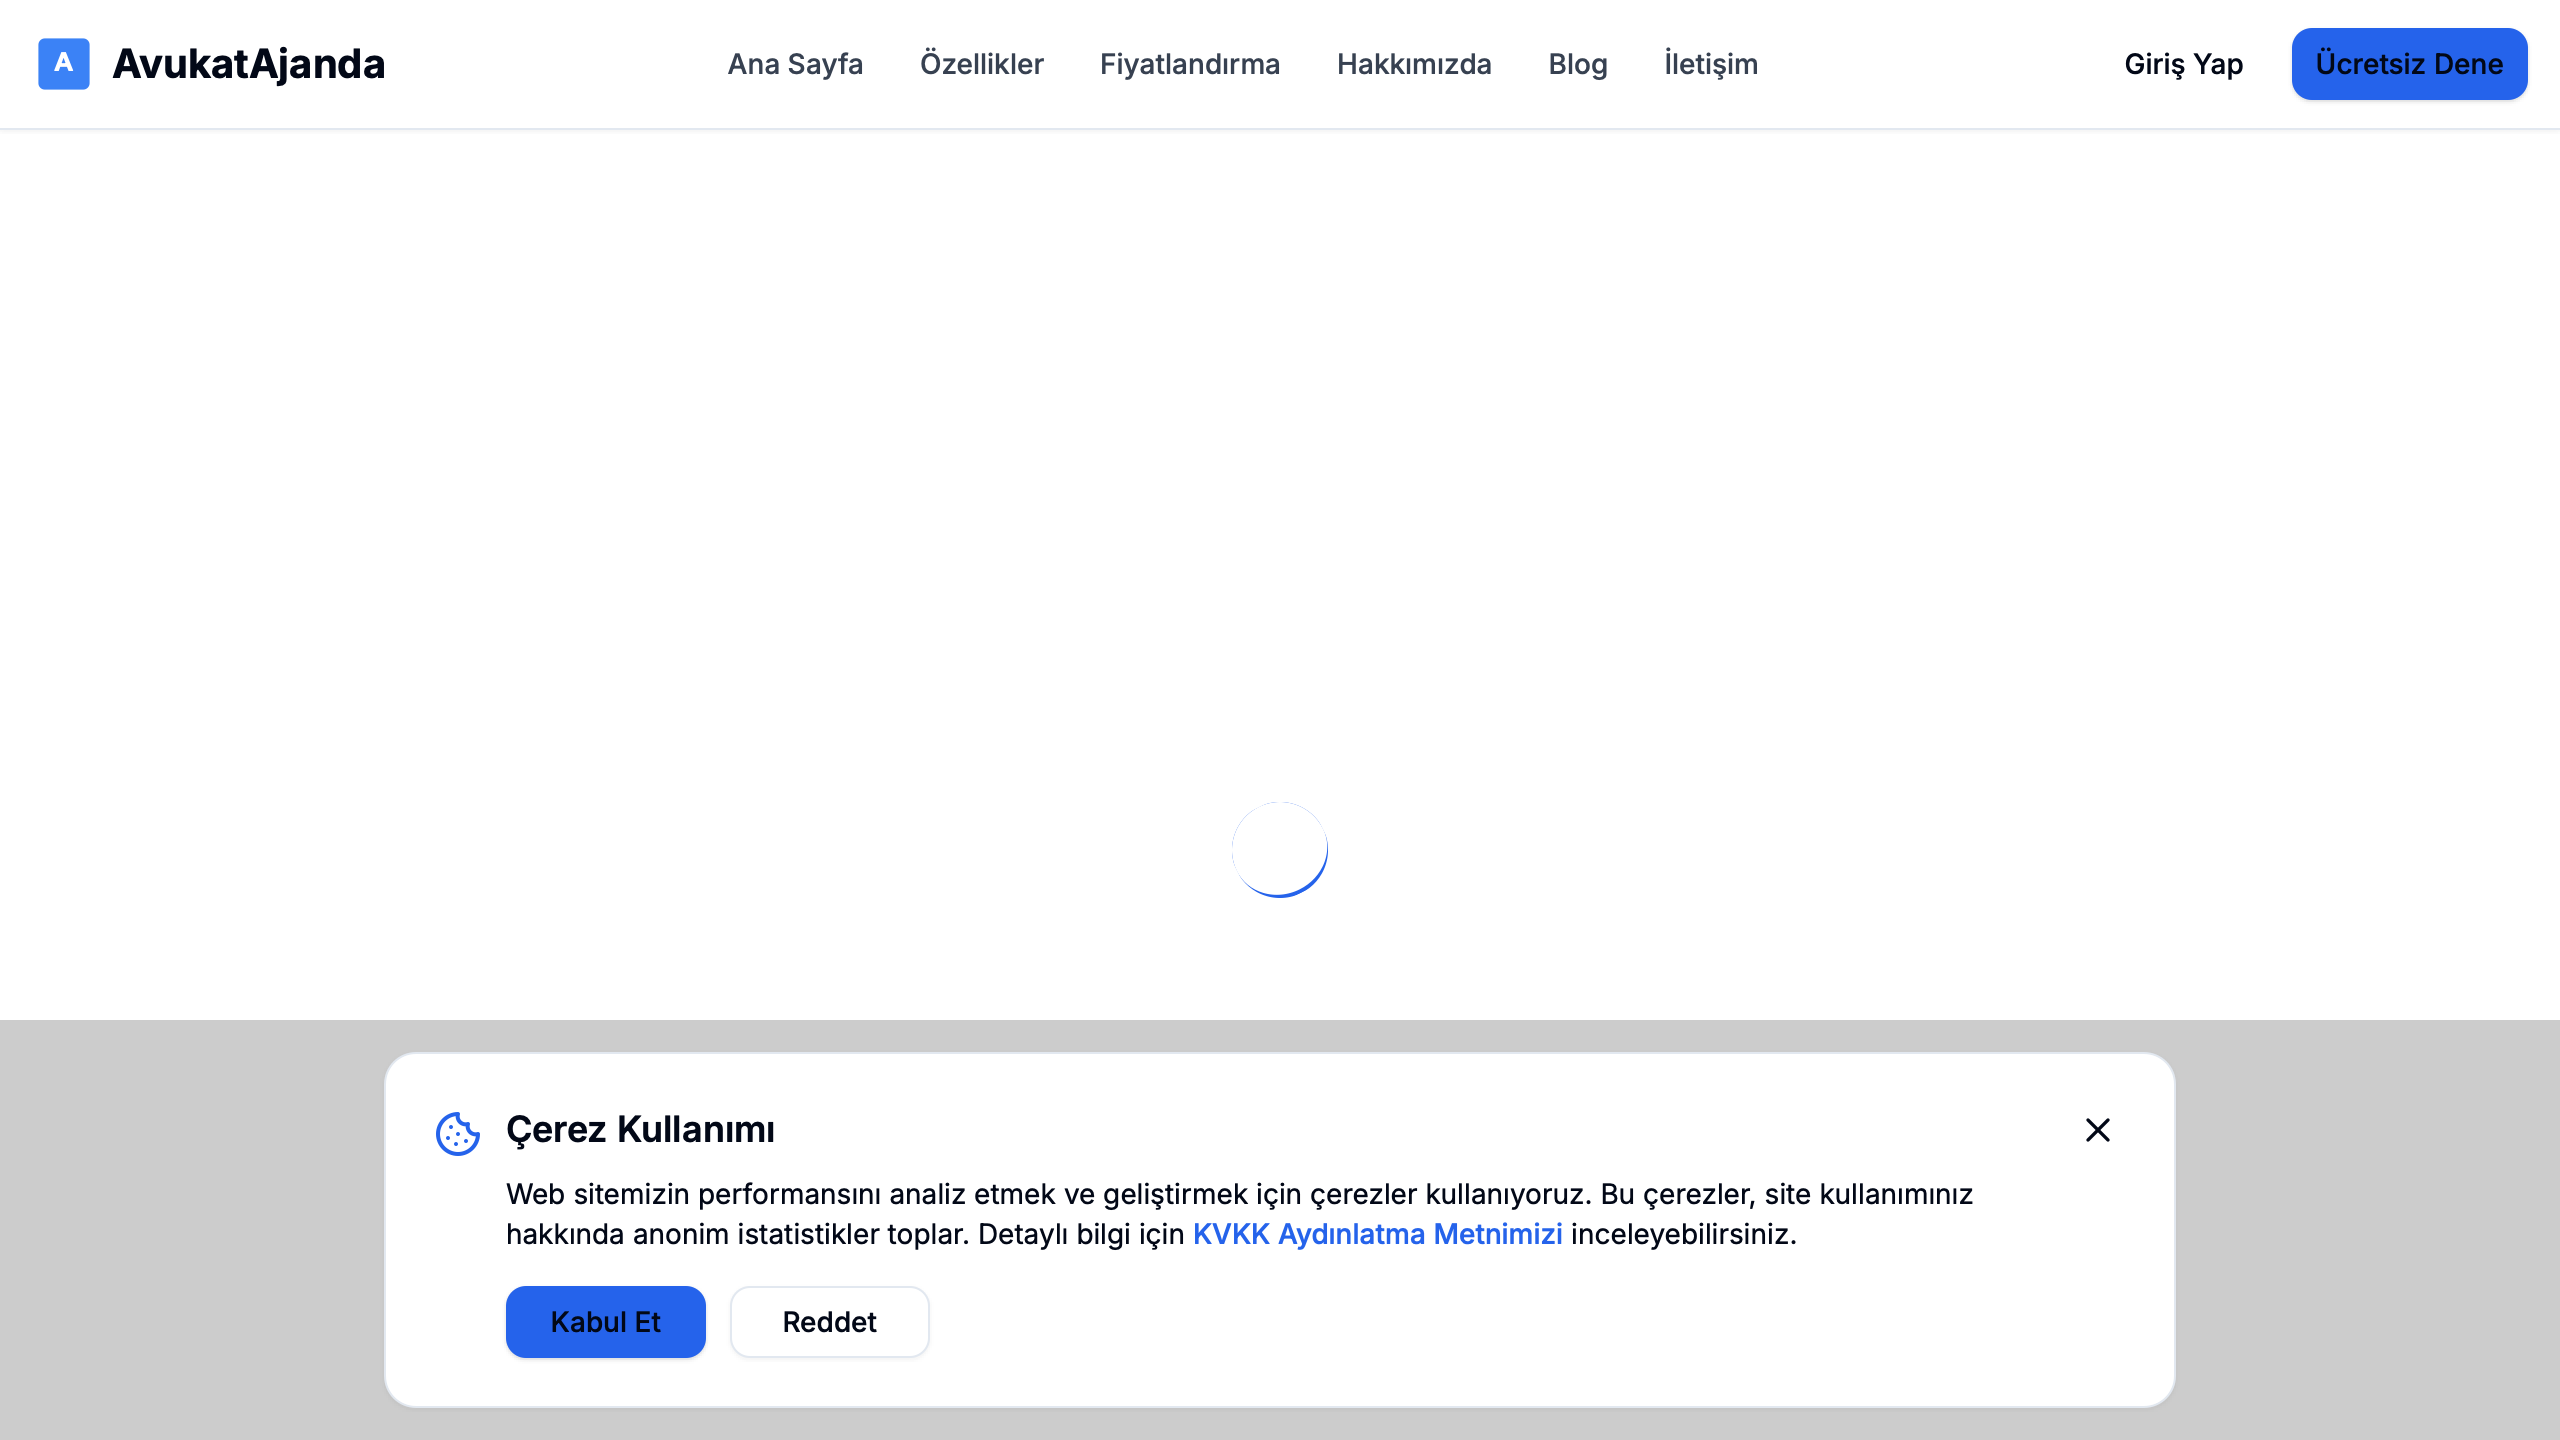 A AvukatAjanda
Ana Sayfa Özellikler Fiyatlandırma Hakkımızda Blog İletişim
Giriş Yap Ücretsiz Dene
Çerez Kullanımı
Web sitemizin performansını analiz etmek ve geliştirmek için çerezler kullanıyoruz. Bu çerezler, site kullanımınız
hakkında anonim istatistikler toplar. Detaylı bilgi için KVKK Aydınlatma Metnimizi inceleyebilirsiniz.
Kabul Et Reddet